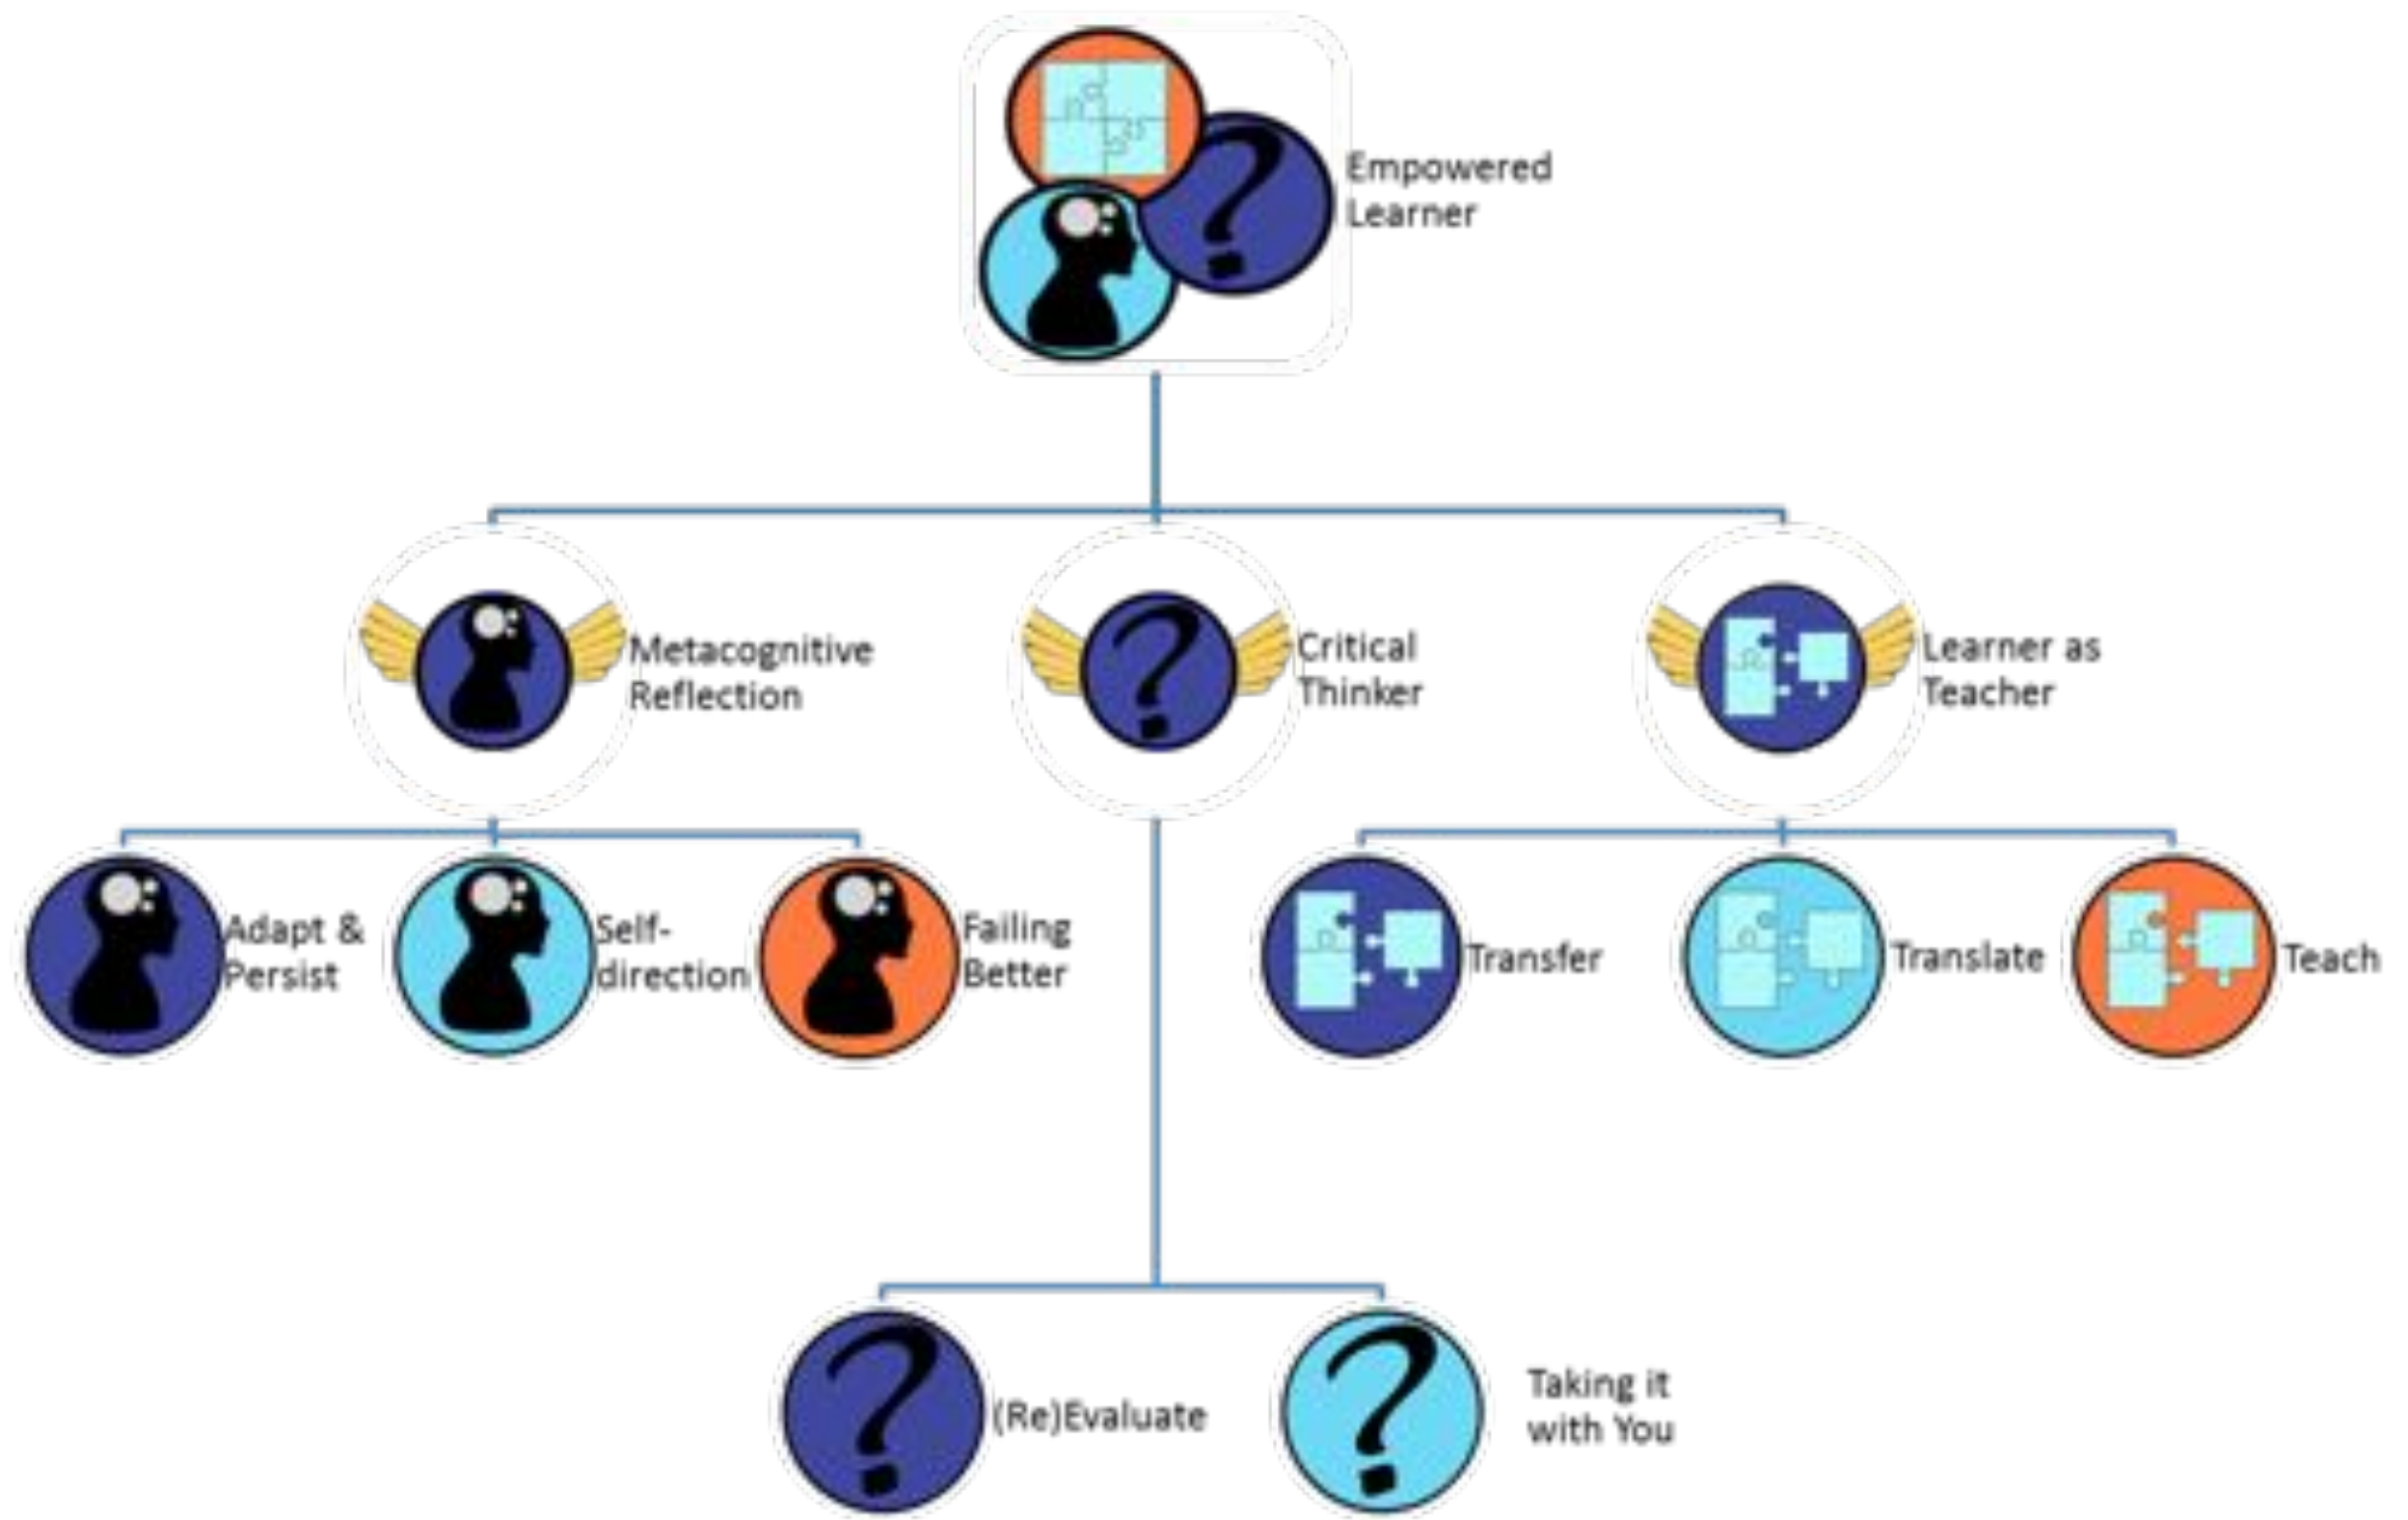 Empowered
Learner
Metacognitive
Reflection
Critical
Thinker
Learner as
Teacher
Adapt &
Persist
Self-
direction
Failing
Better
Transfer
Translate
Teach
(Re)Evaluate
Taking it
with You